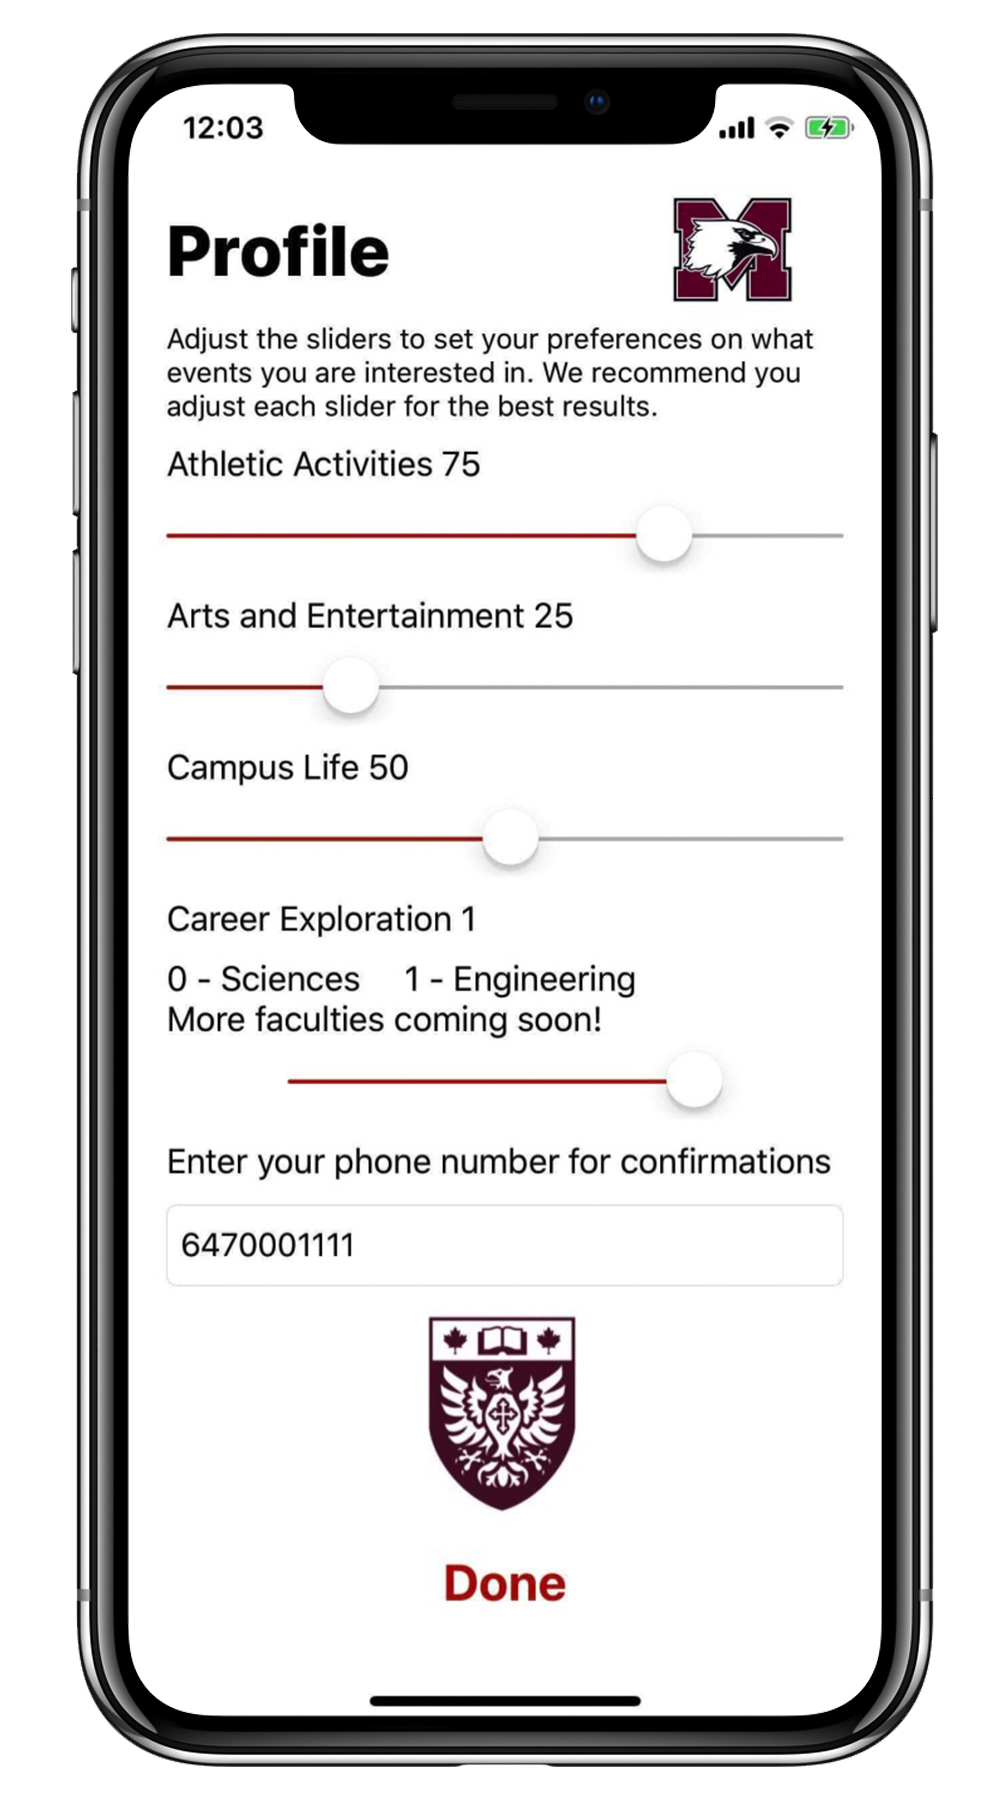 12:03
Profile
Adjust the sliders to set your preferences on what
events you are interested in. We recommend you
adjust each slider for the best results.
Athletic Activities 75
Arts and Entertainment 25
Campus Life 50
Career Exploration 1
0 - Sciences 1 - Engineering
More faculties coming soon!
Enter your phone number for confirmations
6470001111
Done